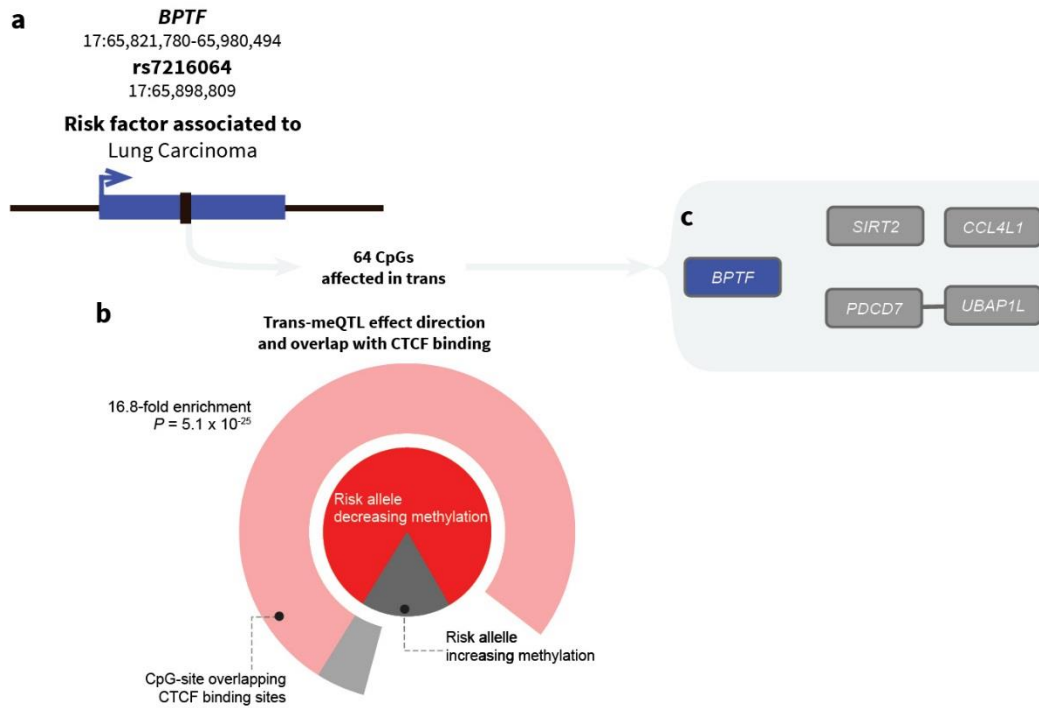 a
BPTF
17:65,821,780-65,980,494
rs7216064
17:65,898,809
Risk factor associated to
Lung Carcinoma
64 CpGs
affected in trans
c
BPTF
SIRT2
CCL4L1
PDCD7
UBAP1L
b
Trans-meQTL effect direction
and overlap with CTCF binding
16.8-fold enrichment
P = 5.1 x 10⁻²⁵
Risk allele
decreasing methylation
Risk allelle
increasing methylation
CpG-site overlapping
CTCF binding sites